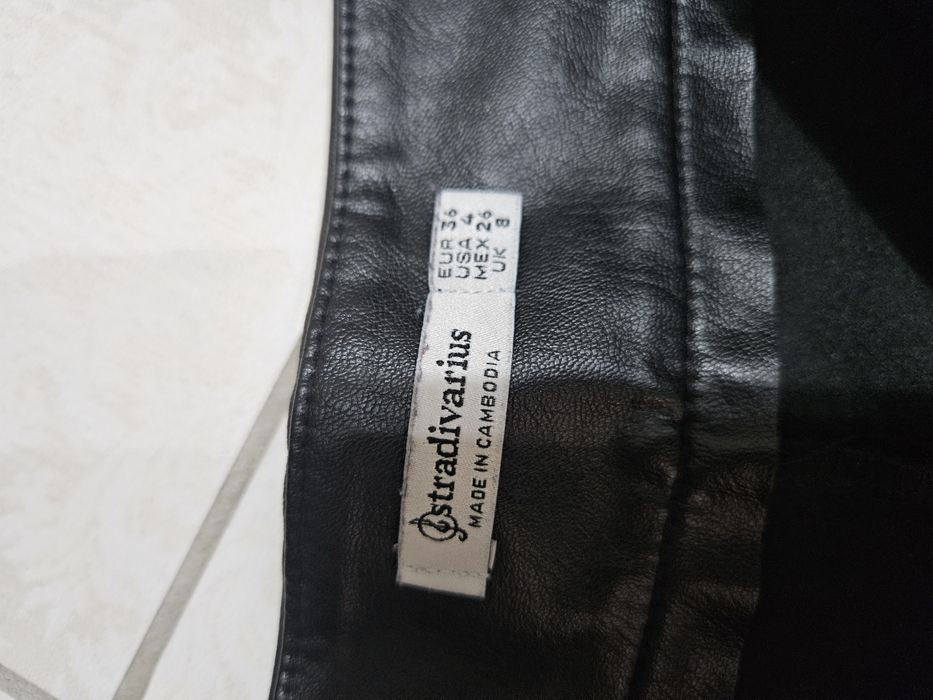 stradivarius
MADE IN CAMBODIA
EUR 36
USA 4
MEX 26
UK 8